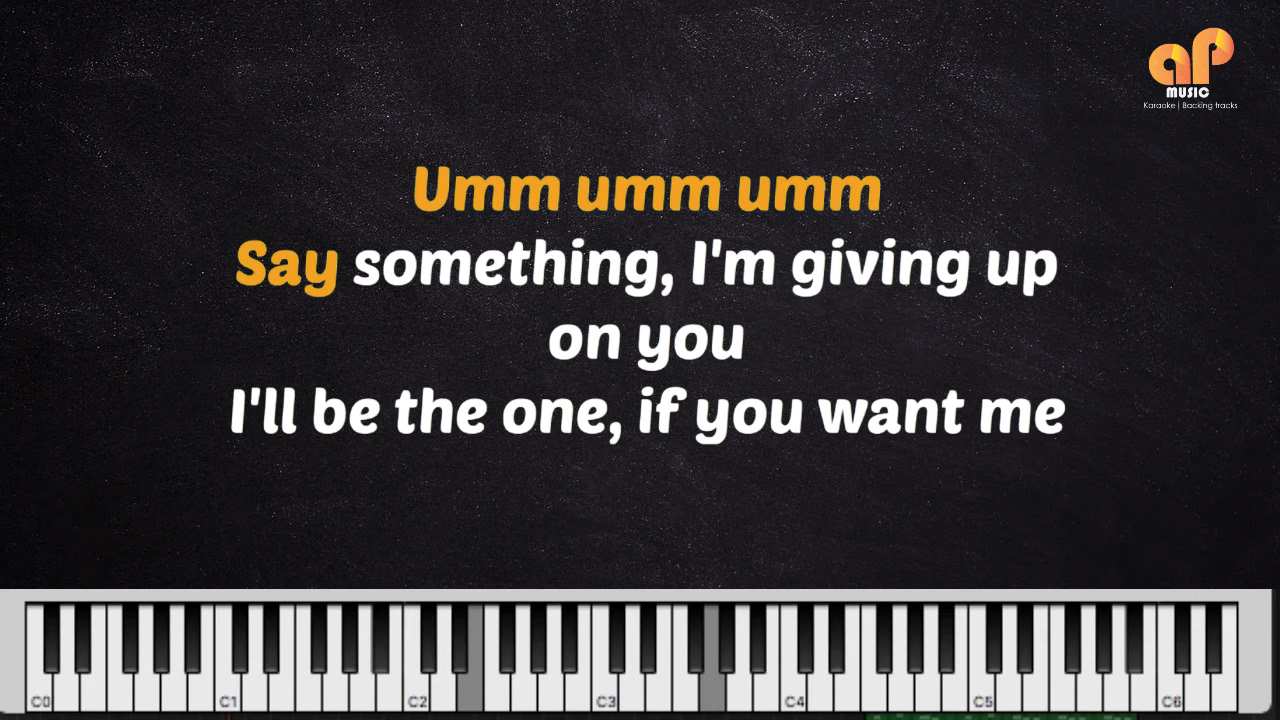 aP
MUSIC
Karaoke | Backing tracks
Umm umm umm
Say something, I'm giving up
on you
I'll be the one, if you want me
C0 C1 C2 C3 C4 C5 C6